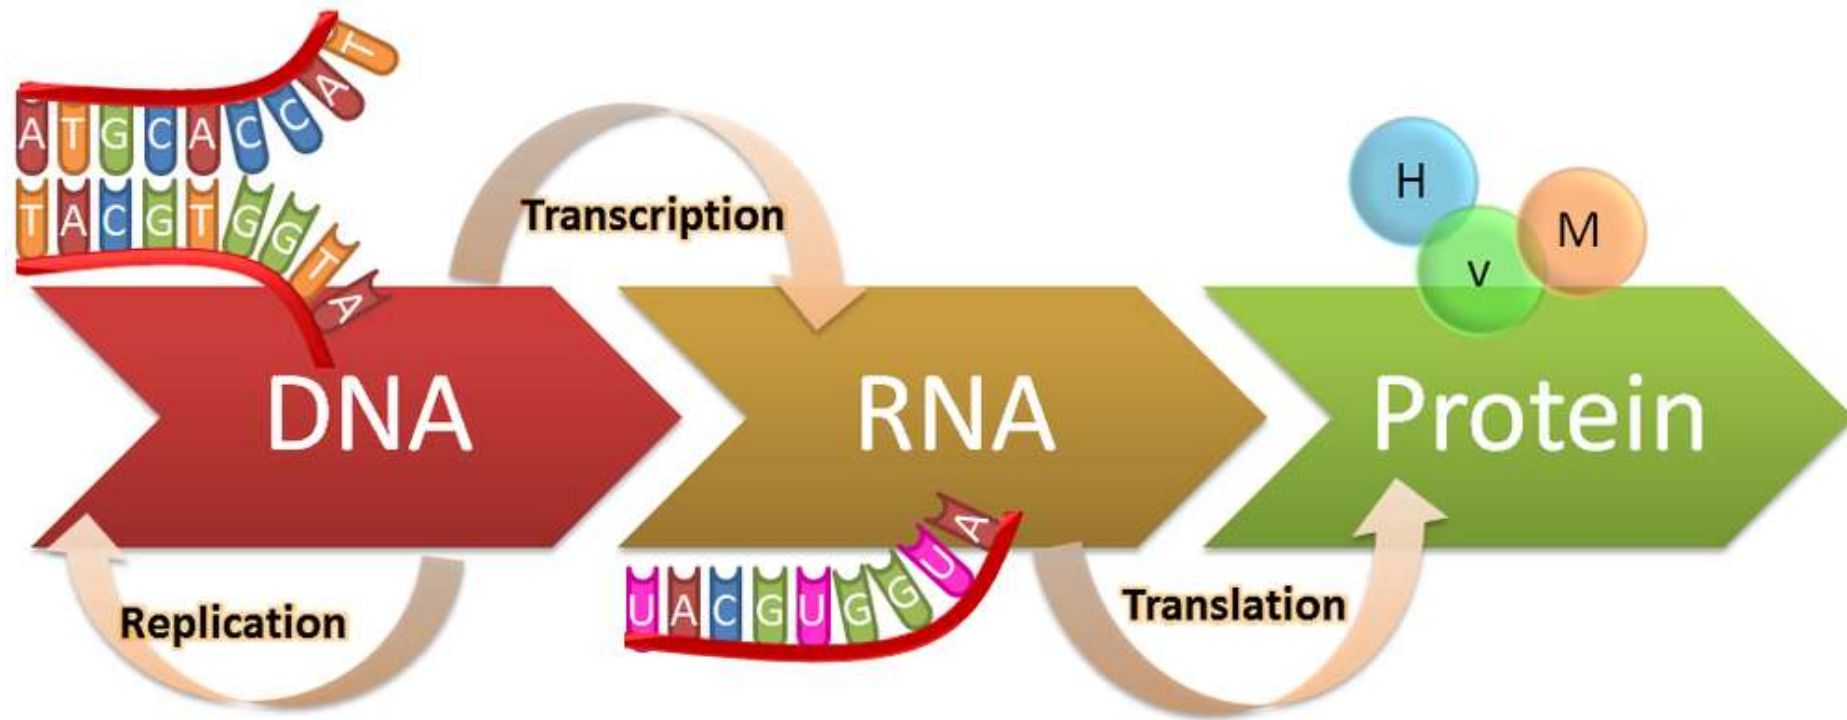 ATGCACCAT
TACGTGGTA
Transcription
H
V
M
DNA
RNA
Protein
UACGUGGUA
Replication
Translation